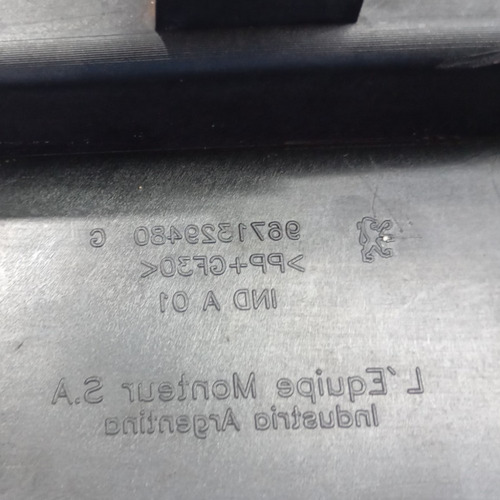 9671329480 G
>PP+GF30<
IND A 01
L'Equipe Monteur S.A
Industria Argentina